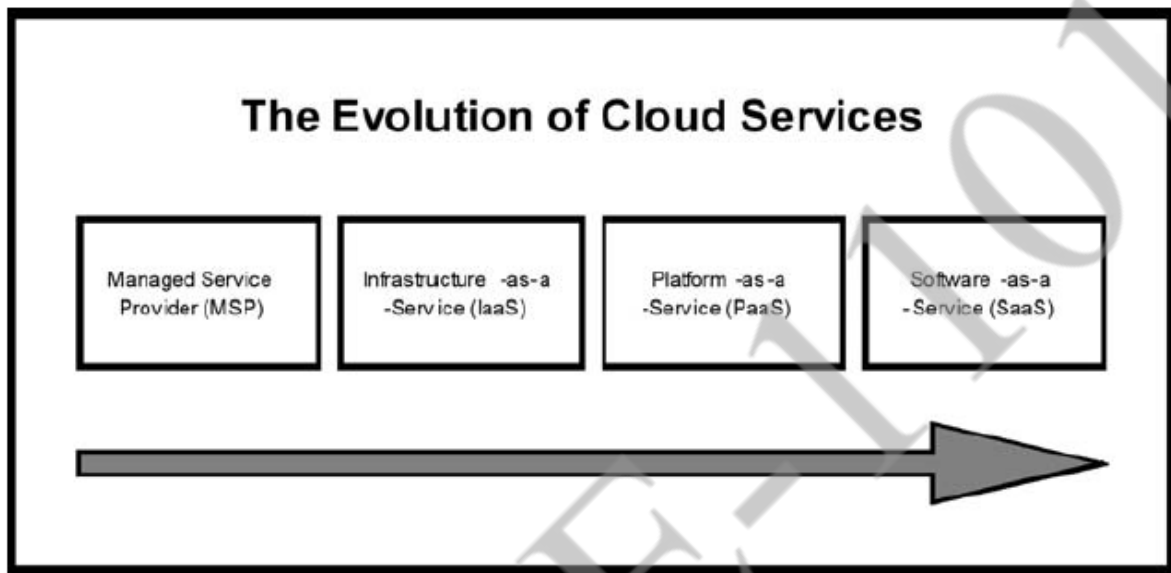 The Evolution of Cloud Services
Managed Service
Provider (MSP)
Infrastructure -as-a
-Service (IaaS)
Platform -as-a
-Service (PaaS)
Software -as-a
-Service (SaaS)